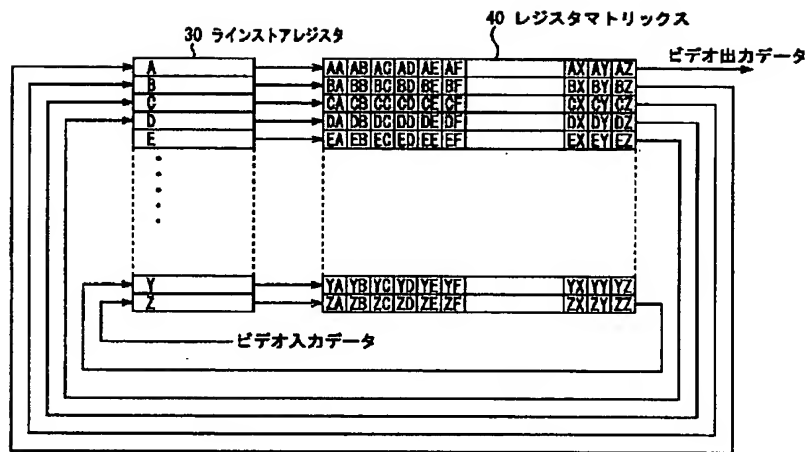 40 レジスタマトリックス
30 ラインストアレジスタ
ビデオ出力データ
A AA AB AC AD AE AF AX AY AZ
B BA BB BC BD BE BF BX BY BZ
C CA CB CC CD CE CF CX CY CZ
D DA DB DC DD DE DF DX DY DZ
E EA EB EC ED EE EF EX EY EZ
Y YA YB YC YD YE YF YX YY YZ
Z ZA ZB ZC ZD ZE ZF ZX ZY ZZ
ビデオ入力データ